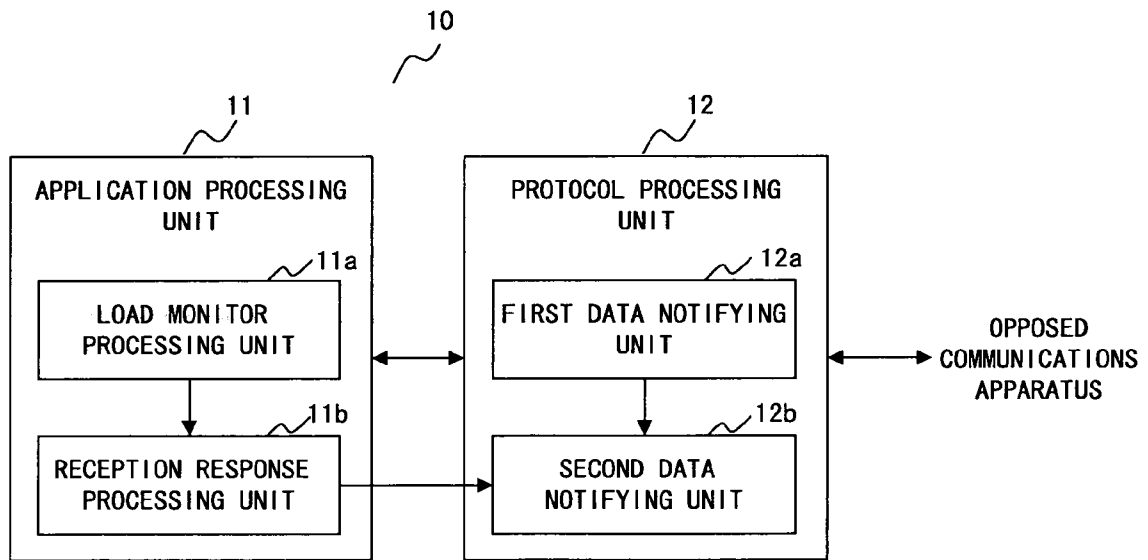 10
11
12
APPLICATION PROCESSING
UNIT
PROTOCOL PROCESSING
UNIT
11a
LOAD MONITOR
PROCESSING UNIT
12a
FIRST DATA NOTIFYING
UNIT
OPPOSED
COMMUNICATIONS
APPARATUS
11b
RECEPTION RESPONSE
PROCESSING UNIT
12b
SECOND DATA
NOTIFYING UNIT